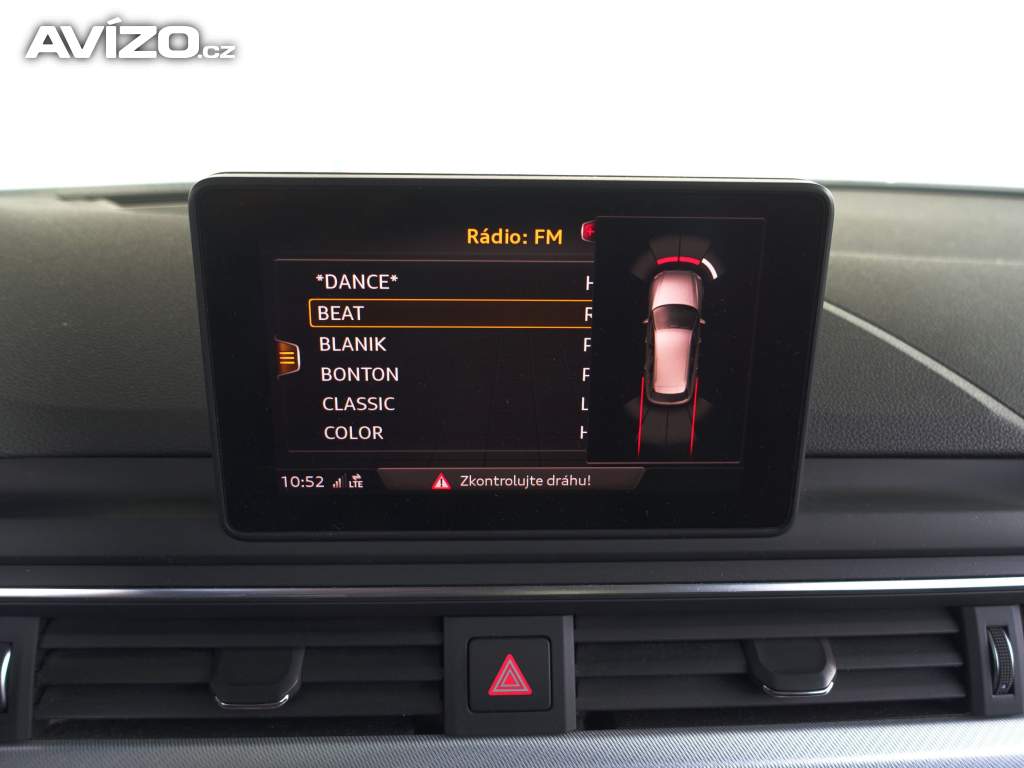 AVÍZO.cz
Rádio: FM
*DANCE* H
BEAT R
BLANIK P
BONTON P
CLASSIC L
COLOR H
10:52 LTE Zkontrolujte dráhu!